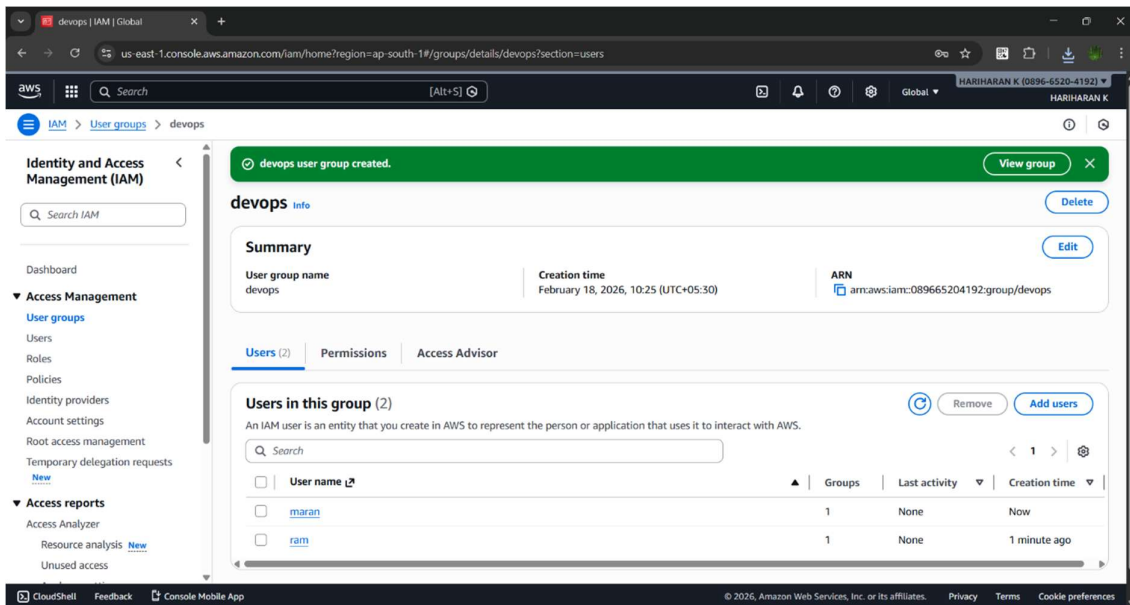 devops | IAM | Global
us-east-1.console.aws.amazon.com/iam/home?region=ap-south-1#/groups/details/devops?section=users
aws
Search [Alt+S]
Global
HARIHARAN K (0896-6520-4192)
HARIHARAN K
IAM > User groups > devops
Identity and Access
Management (IAM)
Search IAM
Dashboard
Access Management
User groups
Users
Roles
Policies
Identity providers
Account settings
Root access management
Temporary delegation requests
New
Access reports
Access Analyzer
Resource analysis New
Unused access
devops user group created.
View group
devops Info
Delete
Summary
Edit
User group name
devops
Creation time
February 18, 2026, 10:25 (UTC+05:30)
ARN
arn:aws:iam::089665204192:group/devops
Users (2) Permissions Access Advisor
Users in this group (2)
Remove Add users
An IAM user is an entity that you create in AWS to represent the person or application that uses it to interact with AWS.
Search
1
User name Groups Last activity Creation time
maran 1 None Now
ram 1 None 1 minute ago
CloudShell Feedback Console Mobile App © 2026, Amazon Web Services, Inc. or its affiliates. Privacy Terms Cookie preferences